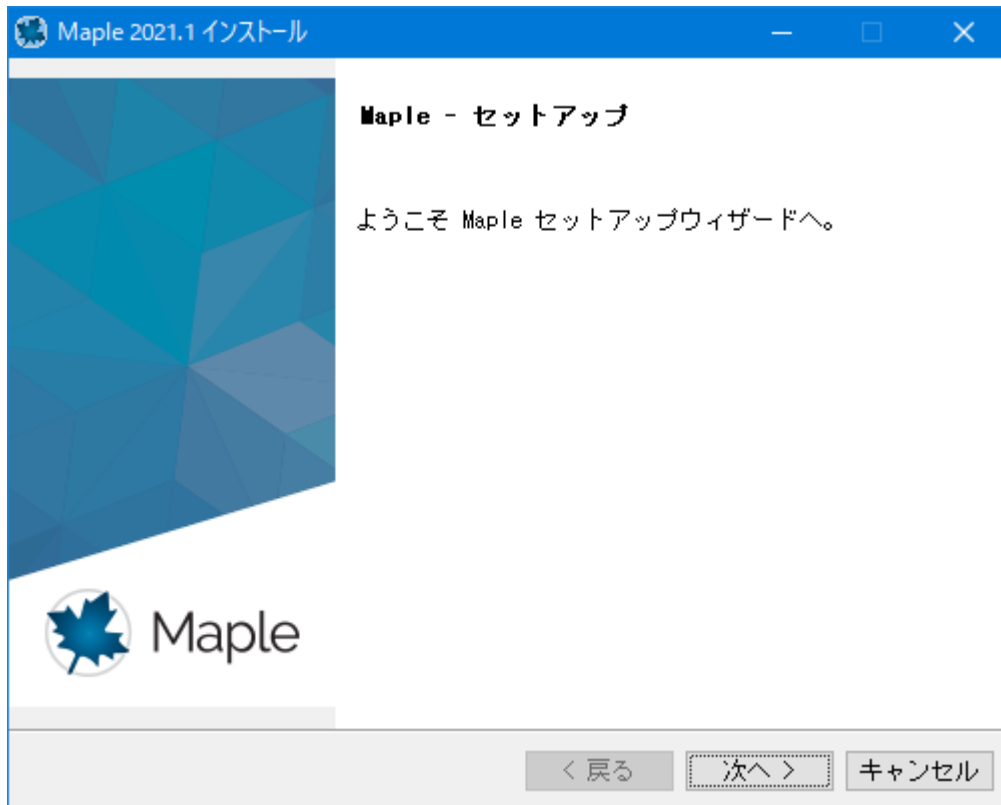 Maple 2021.1 インストール
Maple - セットアップ
ようこそ Maple セットアップウィザードへ。
Maple
< 戻る
次へ >
キャンセル